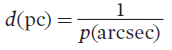 d(pc) = 1/p(arcsec)